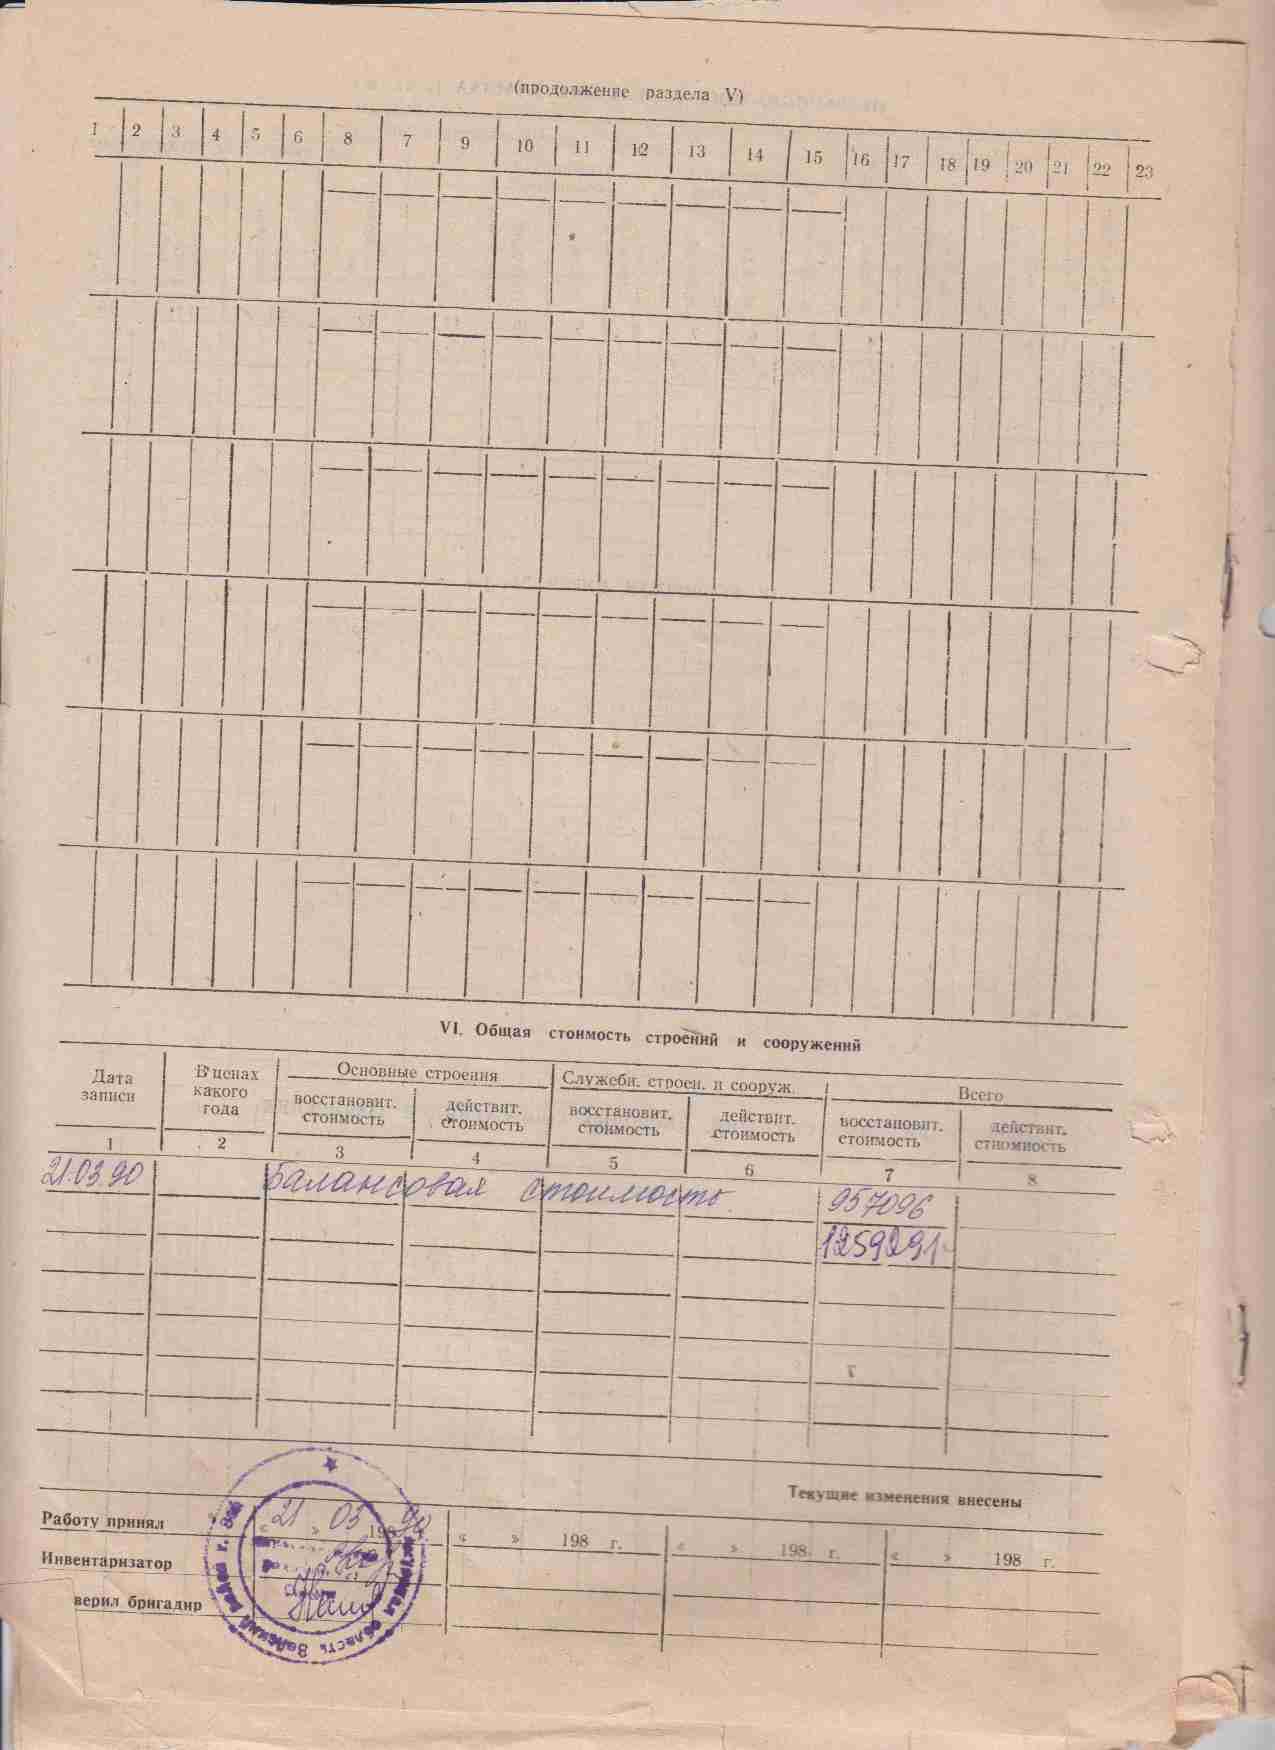 (продолжение раздела V)
1 2 3 4 5 6 8 7 9 10 11 12 13 14 15 16 17 18 19 20 21 22 23
VI. Общая стоимость строений и сооружений
Дата записи
В ценах какого года
Основные строения
Служебн. строен. и сооруж.
Всего
восстановит. стоимость
действит. стоимость
восстановит. стоимость
действит. стоимость
восстановит. стоимость
действит. стиомность
1 2 3 4 5 6 7 8
21.03.90 Балансовая стоимость 957096
1259291
Текущие изменения внесены
Работу принял « 21 » 03 198 90 « » 198 г. « » 198 г. « » 198 г.
Инвентаризатор
верил бригадир
область